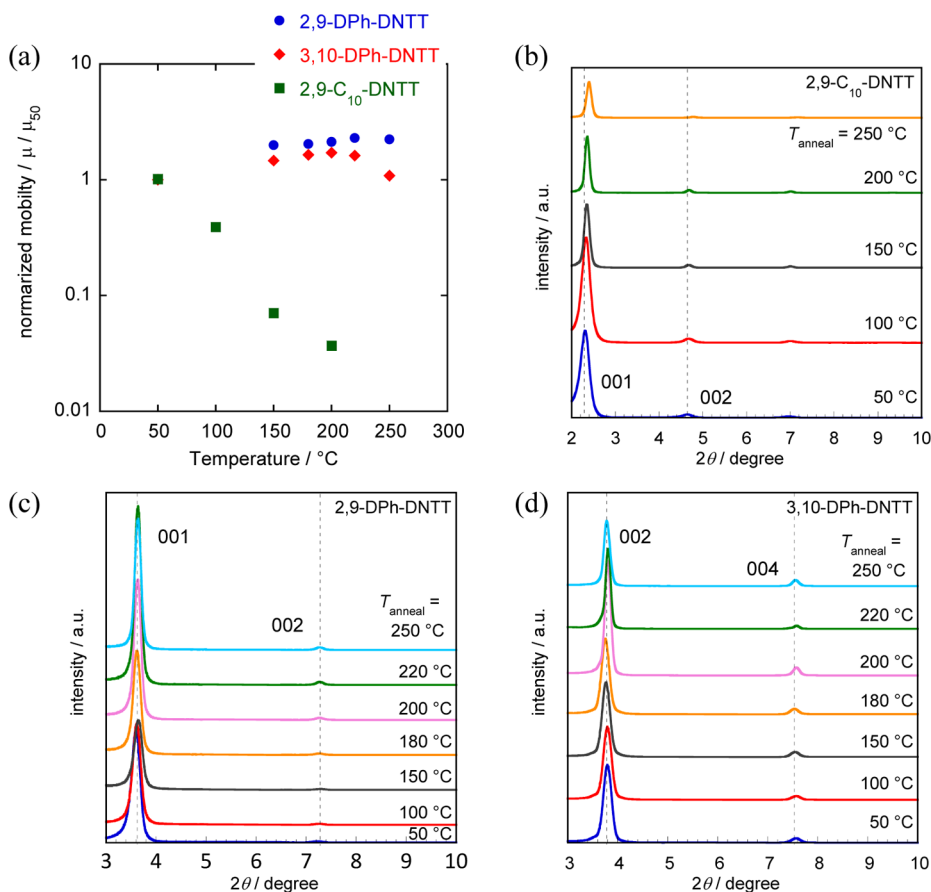 (a)
2,9-DPh-DNTT
3,10-DPh-DNTT
2,9-C10-DNTT
normarized mobilty / μ / μ50
10
1
0.1
0.01
0 50 100 150 200 250 300
Temperature / °C
(b)
2,9-C10-DNTT
Tanneal = 250 °C
200 °C
150 °C
100 °C
50 °C
001
002
intensity / a.u.
2 3 4 5 6 7 8 9 10
2θ / degree
(c)
2,9-DPh-DNTT
001
002
Tanneal =
250 °C
220 °C
200 °C
180 °C
150 °C
100 °C
50 °C
intensity / a.u.
3 4 5 6 7 8 9 10
2θ / degree
(d)
3,10-DPh-DNTT
002
004
Tanneal =
250 °C
220 °C
200 °C
180 °C
150 °C
100 °C
50 °C
intensity / a.u.
3 4 5 6 7 8 9 10
2θ / degree